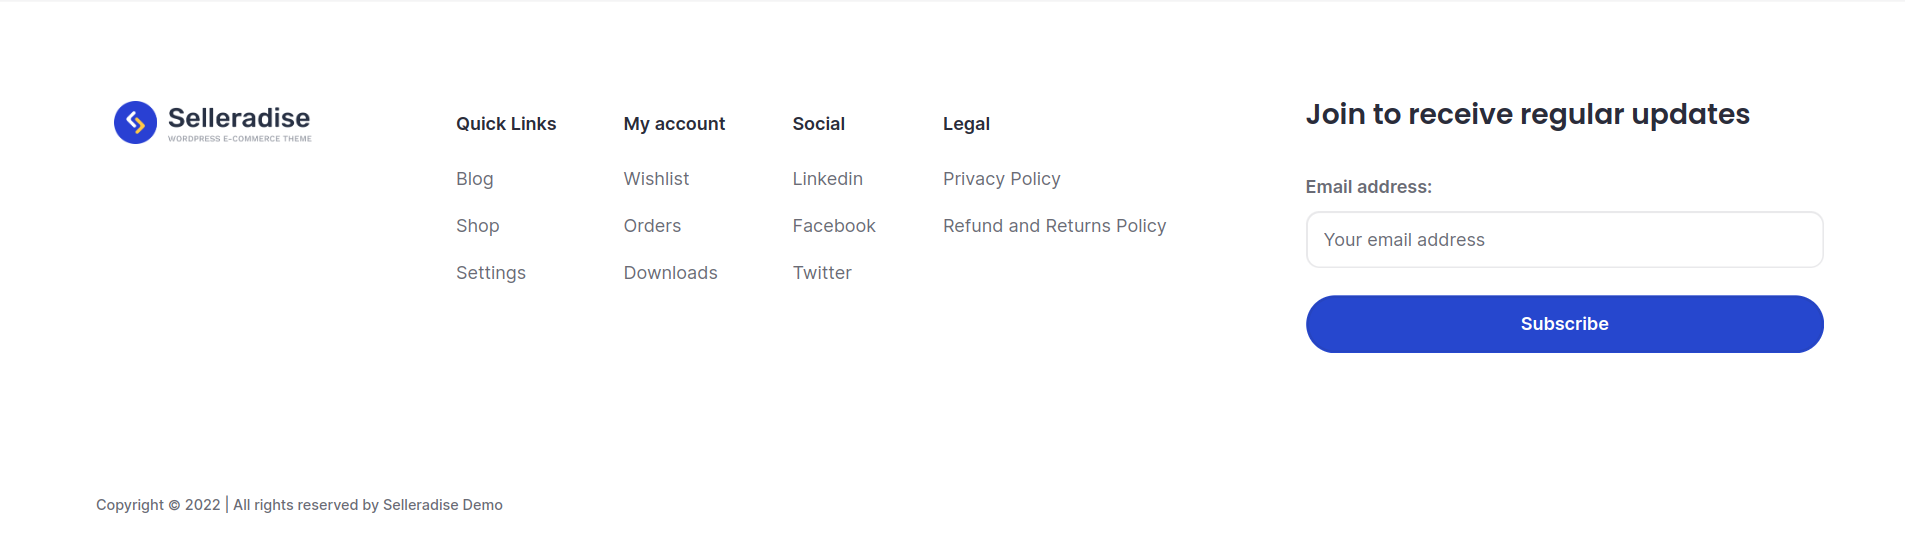 Selleradise
WORDPRESS E-COMMERCE THEME
Quick Links
Blog
Shop
Settings
My account
Wishlist
Orders
Downloads
Social
Linkedin
Facebook
Twitter
Legal
Privacy Policy
Refund and Returns Policy
Join to receive regular updates
Email address:
Your email address
Subscribe
Copyright © 2022 | All rights reserved by Selleradise Demo